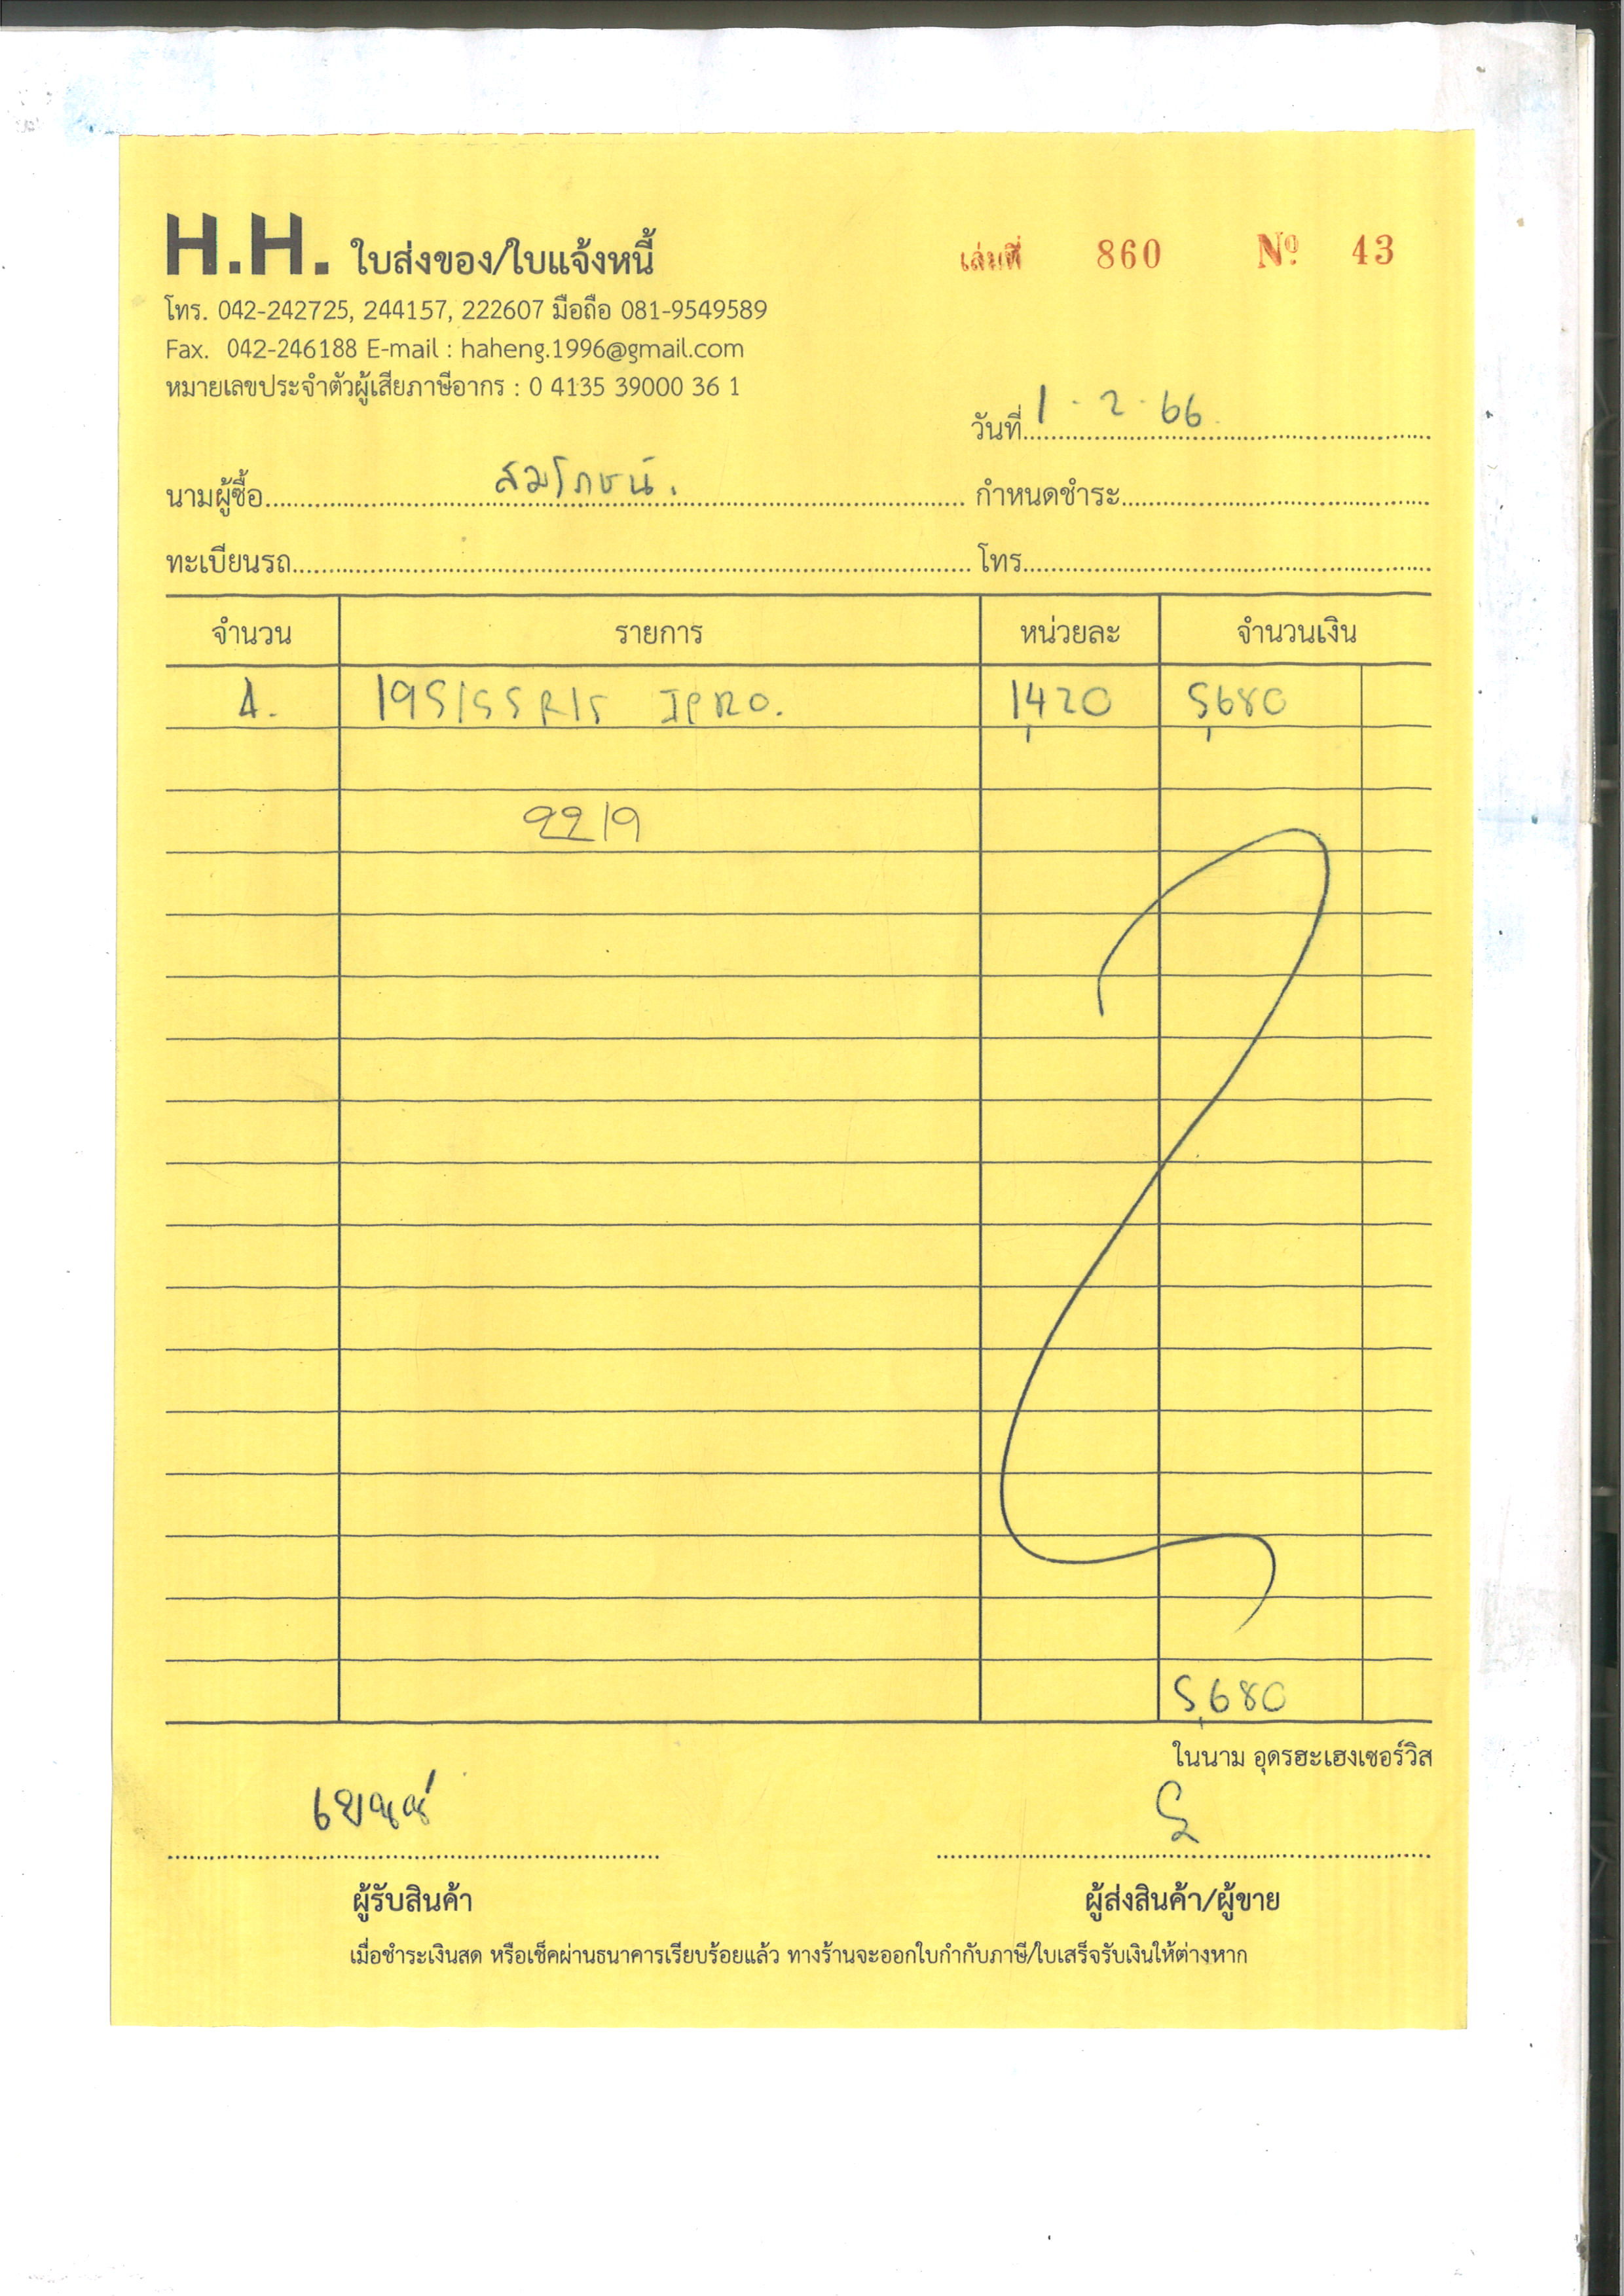 H.H. ใบส่งของ/ใบแจ้งหนี้ เล่มที่ 860 Nº 43
โทร. 042-242725, 244157, 222607 มือถือ 081-9549589
Fax. 042-246188 E-mail : haheng.1996@gmail.com
หมายเลขประจำตัวผู้เสียภาษีอากร : 0 4135 39000 36 1
วันที่ 1 - 2 - 66
นามผู้ซื้อ สมโภชน์. กำหนดชำระ
ทะเบียนรถ โทร.
จำนวน รายการ หน่วยละ จำนวนเงิน
4. 195/55R15 1,420 5,680
2219
5,680
ในนาม อุดรฮะเฮงเซอร์วิส
ผู้รับสินค้า ผู้ส่งสินค้า/ผู้ขาย
เมื่อชำระเงินสด หรือเช็คผ่านธนาคารเรียบร้อยแล้ว ทางร้านจะออกใบกำกับภาษี/ใบเสร็จรับเงินให้ต่างหาก